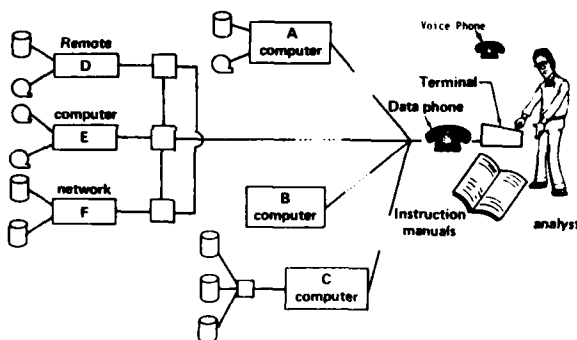 Remote
D
computer
E
network
F
A
computer
B
computer
C
computer
Voice Phone
Terminal
Data phone
Instruction
manuals
analyst